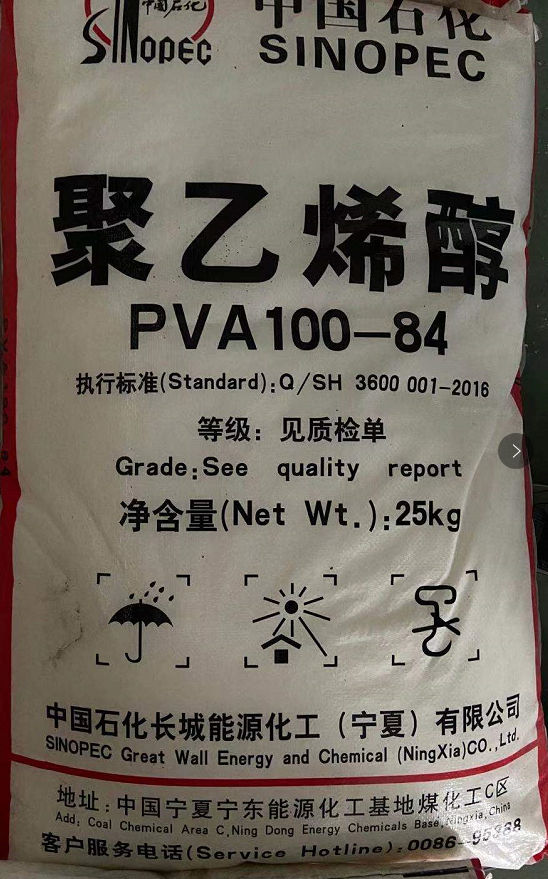 中国石化
SINOPEC
中国石化
SINOPEC
聚乙烯醇
PVA100-84
执行标准(Standard):Q/SH 3600 001-2016
等级：见质检单
Grade:See quality report
净含量(Net Wt.):25kg
中国石化长城能源化工（宁夏）有限公司
SINOPEC Great Wall Energy and Chemical (NingXia)CO.,Ltd.
地址：中国宁夏宁东能源化工基地煤化工C区
Add: Coal Chemical Area C,Ning Dong Energy Chemicals Base,Ningxia,China
客户服务电话(Service Hotline):0086-95388